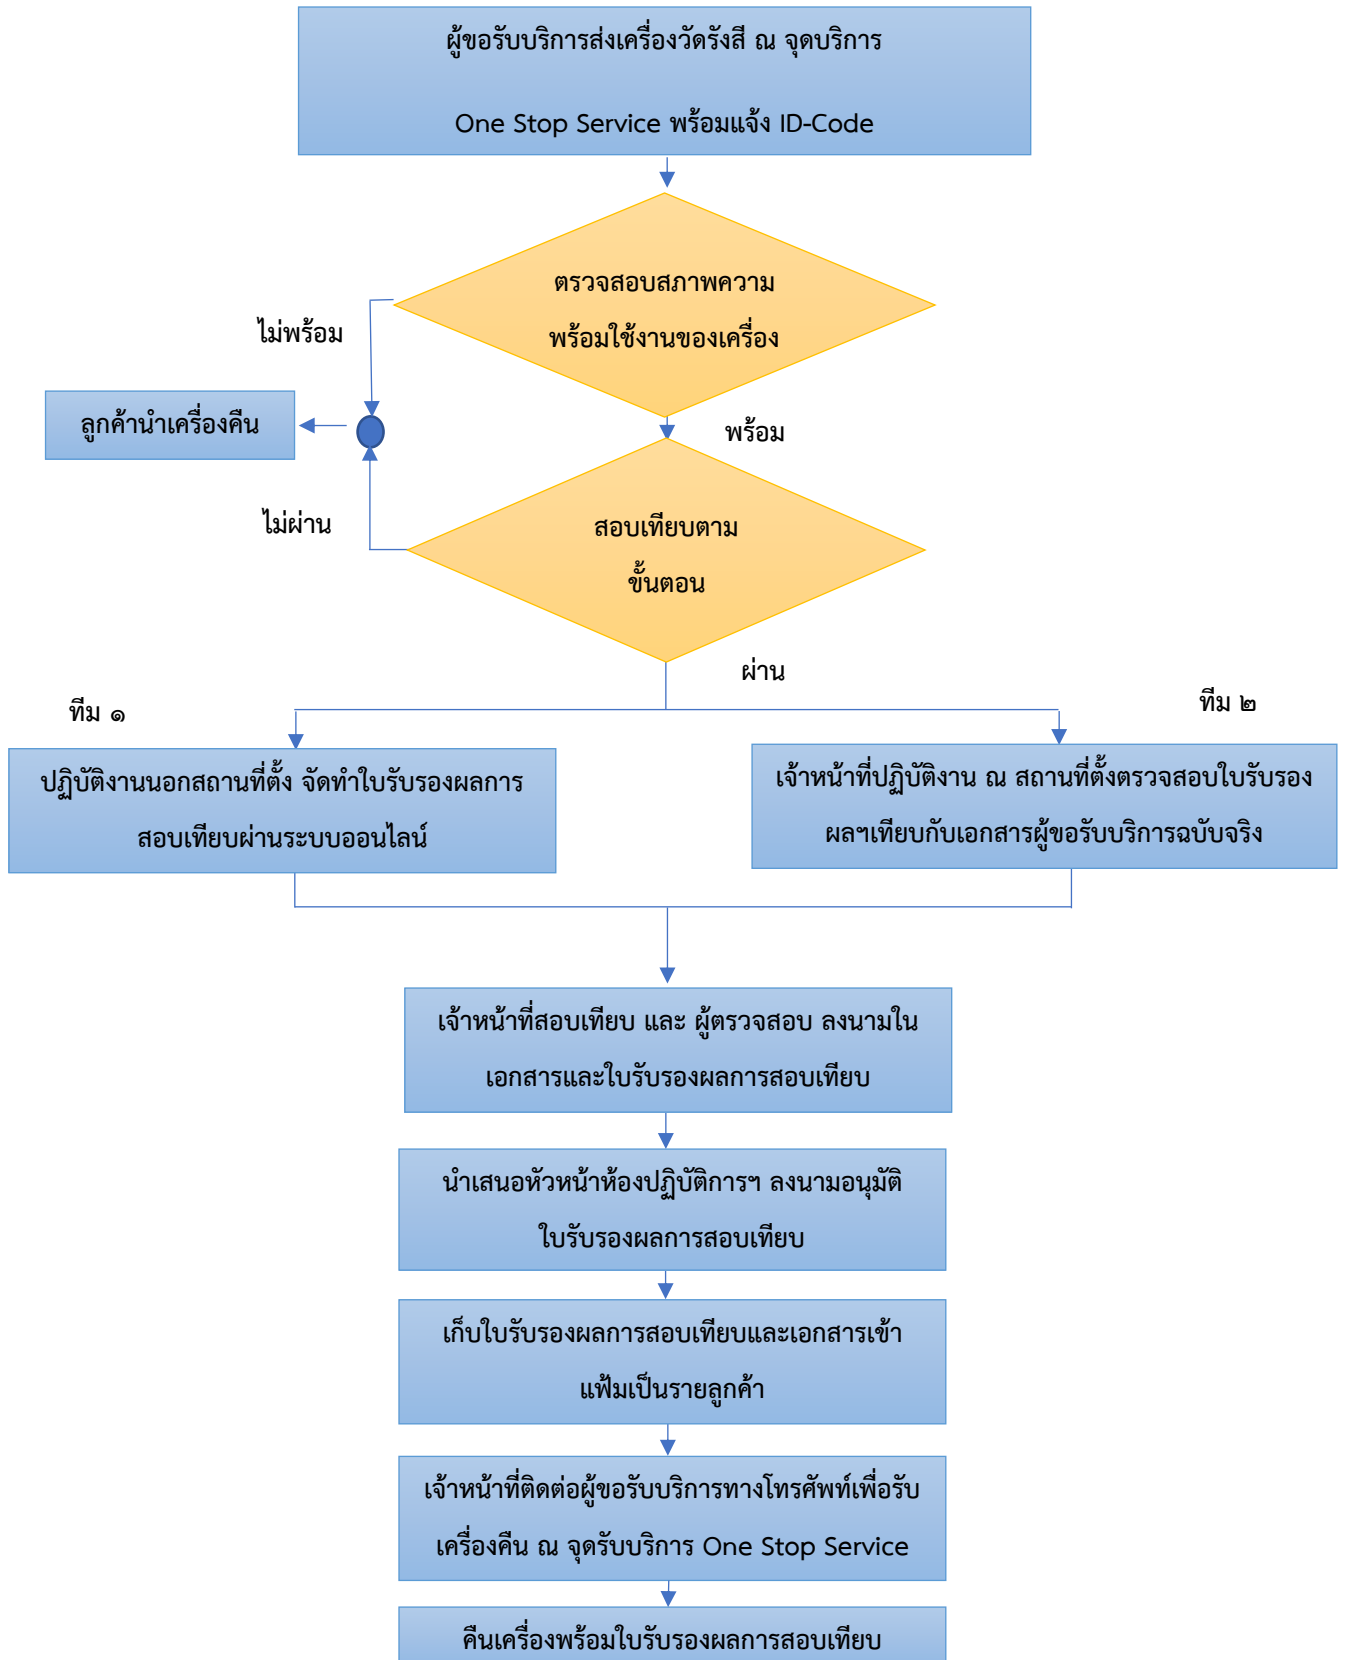 ผู้ขอรับบริการส่งเครื่องวัดรังสี ณ จุดบริการ
One Stop Service พร้อมแจ้ง ID-Code
ตรวจสอบสภาพความ
พร้อมใช้งานของเครื่อง
ไม่พร้อม
ลูกค้านำเครื่องคืน
พร้อม
ไม่ผ่าน
สอบเทียบตาม
ขั้นตอน
ผ่าน
ทีม ๑
ทีม ๒
ปฏิบัติงานนอกสถานที่ตั้ง จัดทำใบรับรองผลการ
สอบเทียบผ่านระบบออนไลน์
เจ้าหน้าที่ปฏิบัติงาน ณ สถานที่ตั้งตรวจสอบใบรับรอง
ผลฯเทียบกับเอกสารผู้ขอรับบริการฉบับจริง
เจ้าหน้าที่สอบเทียบ และ ผู้ตรวจสอบ ลงนามใน
เอกสารและใบรับรองผลการสอบเทียบ
นำเสนอหัวหน้าห้องปฏิบัติการฯ ลงนามอนุมัติ
ใบรับรองผลการสอบเทียบ
เก็บใบรับรองผลการสอบเทียบและเอกสารเข้า
แฟ้มเป็นรายลูกค้า
เจ้าหน้าที่ติดต่อผู้ขอรับบริการทางโทรศัพท์เพื่อรับ
เครื่องคืน ณ จุดรับบริการ One Stop Service
คืนเครื่องพร้อมใบรับรองผลการสอบเทียบ